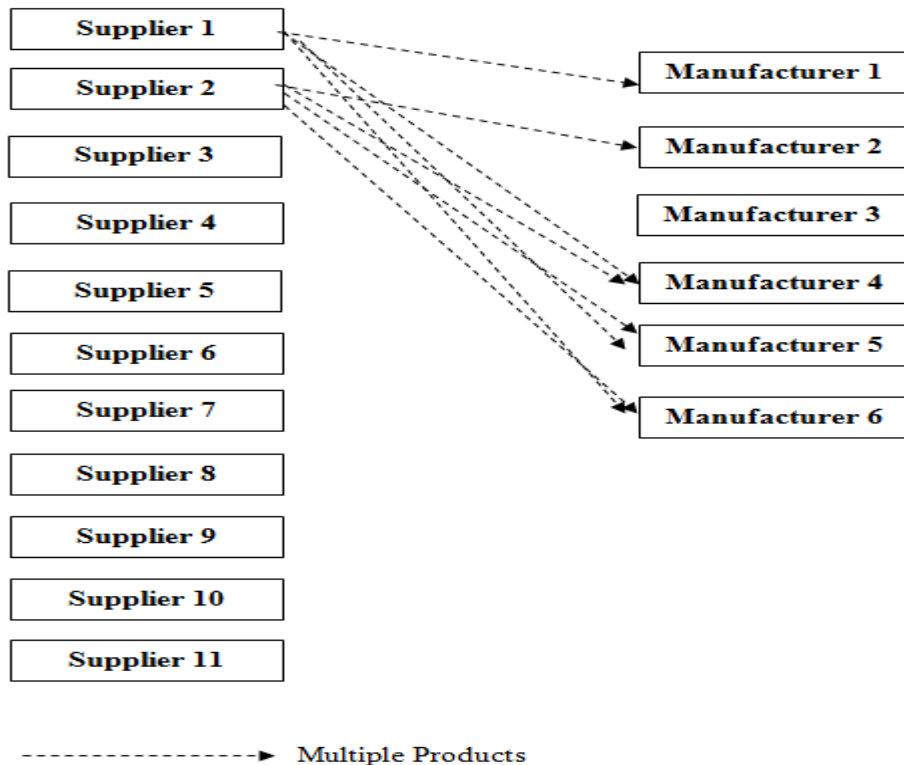 Supplier 1
Supplier 2
Supplier 3
Supplier 4
Supplier 5
Supplier 6
Supplier 7
Supplier 8
Supplier 9
Supplier 10
Supplier 11
Manufacturer 1
Manufacturer 2
Manufacturer 3
Manufacturer 4
Manufacturer 5
Manufacturer 6
Multiple Products